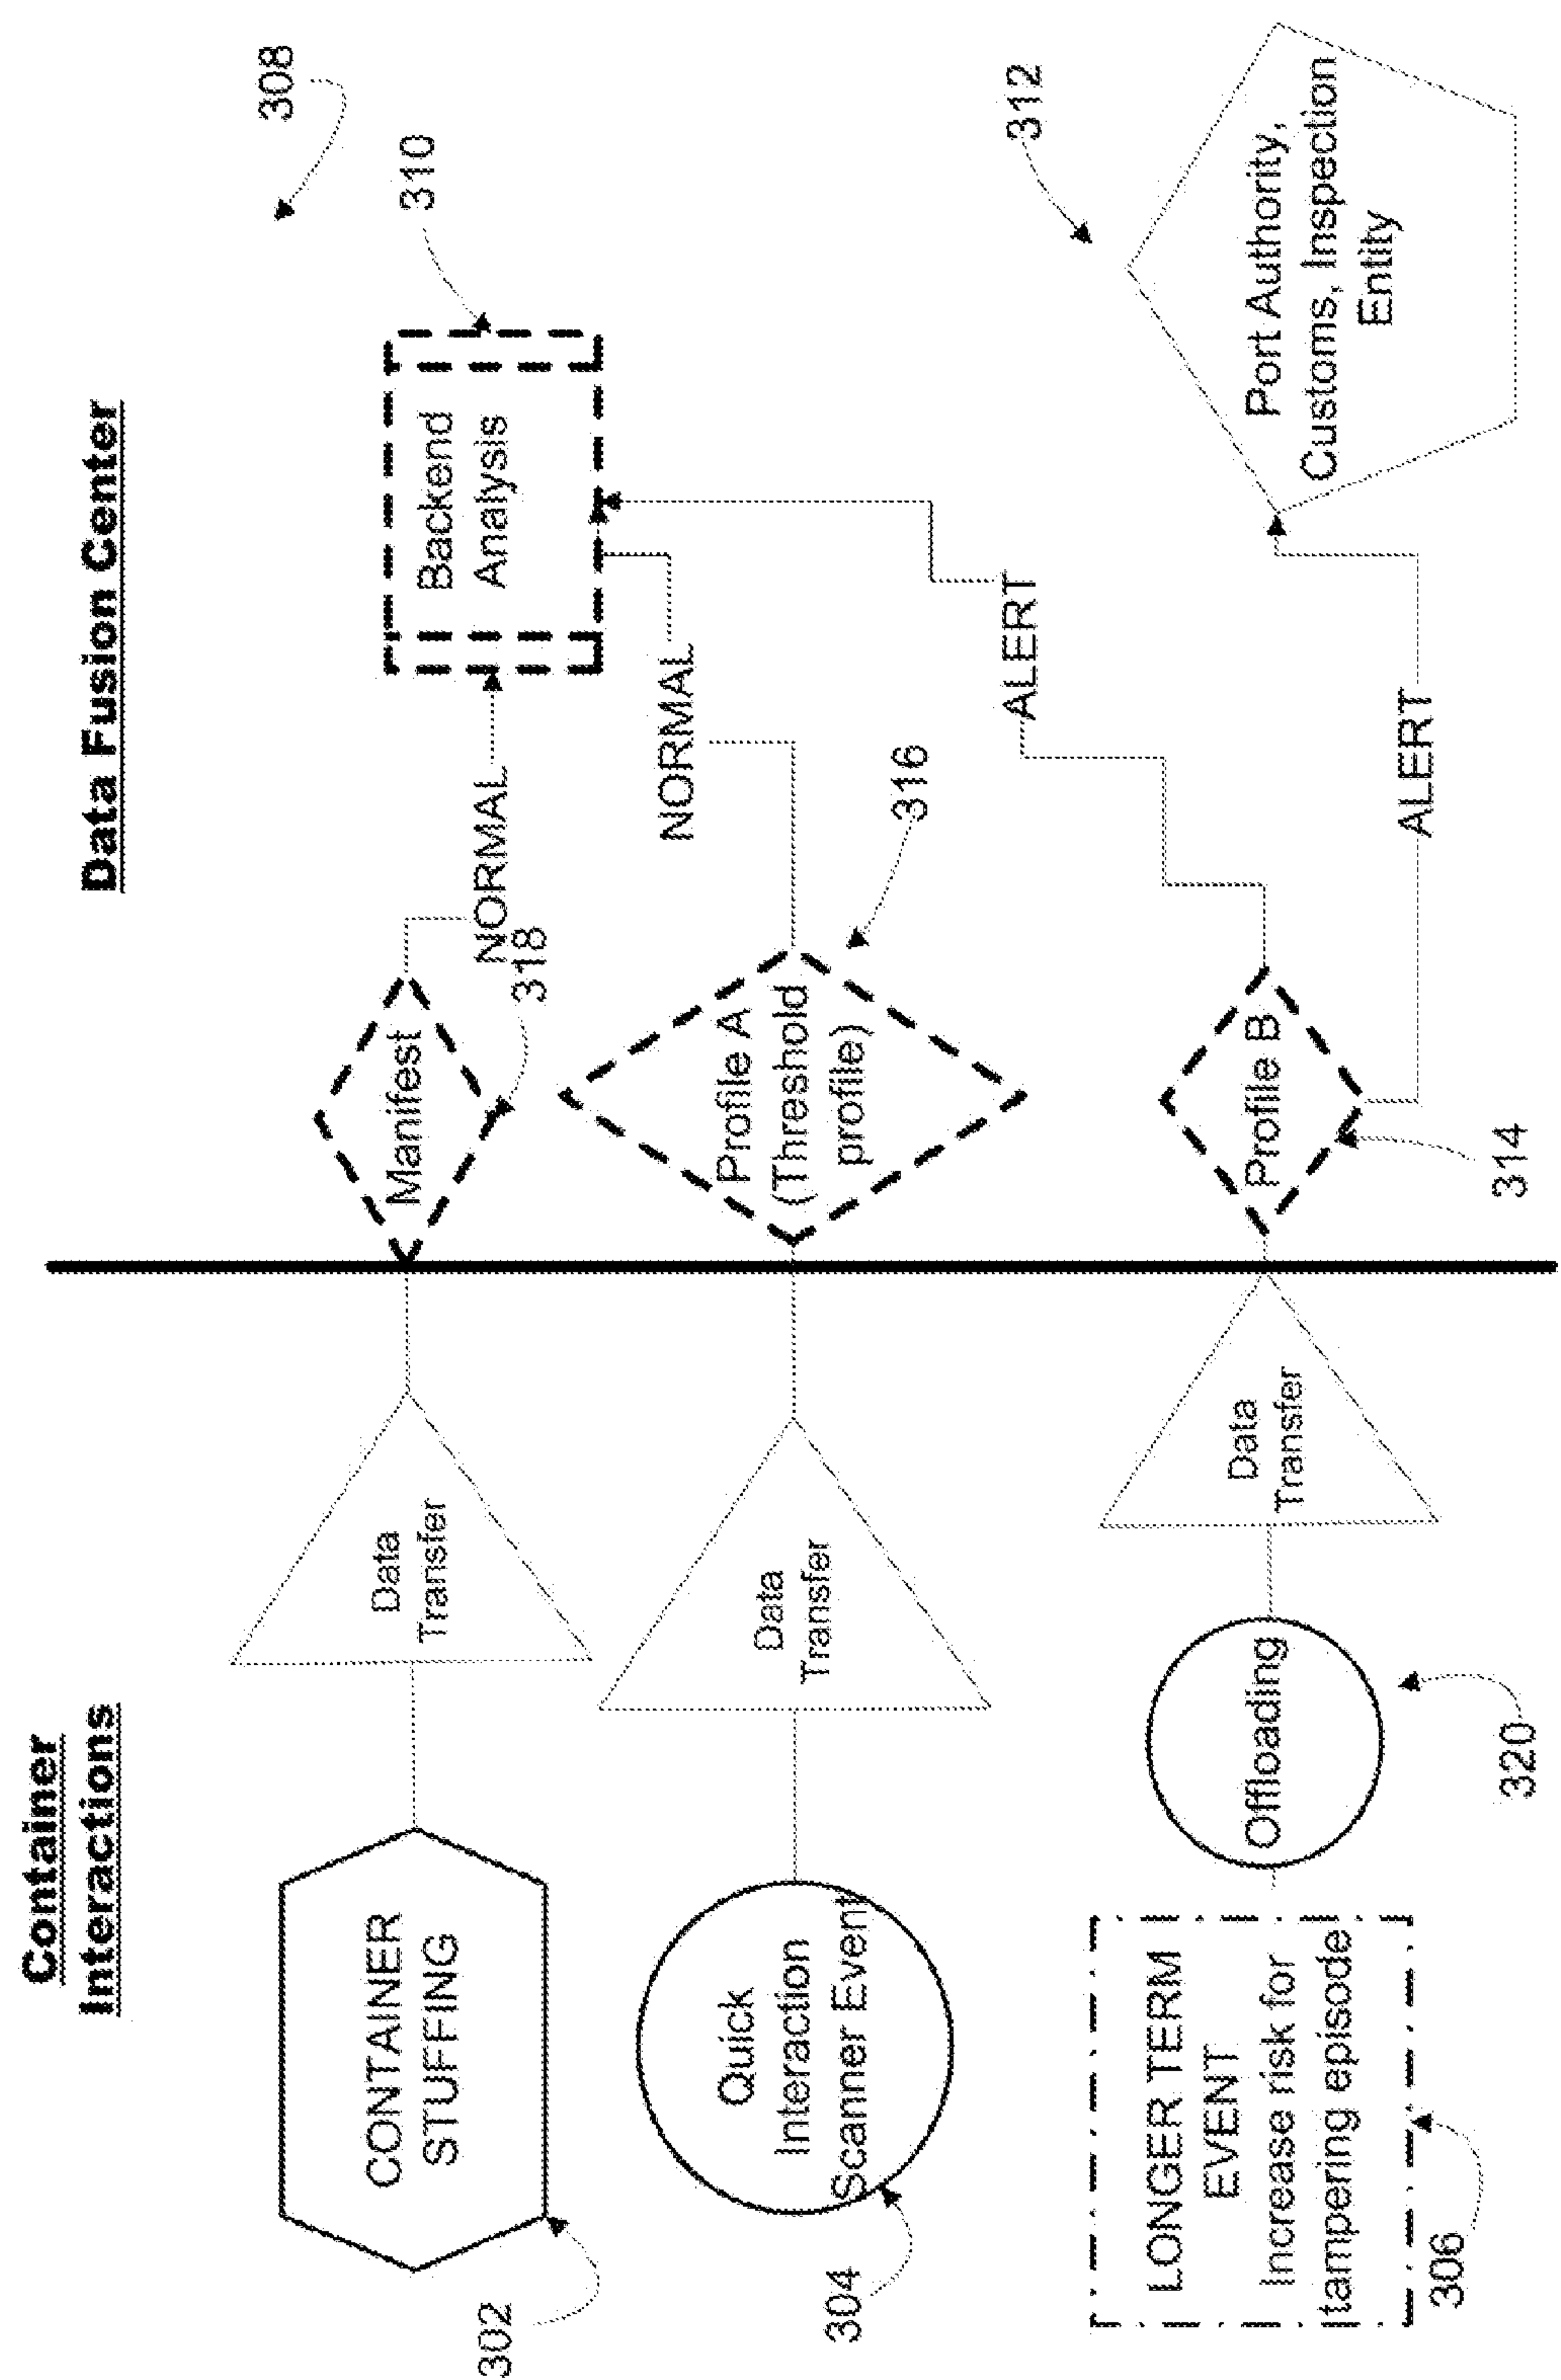 Container
Interactions
Data Fusion Center
308
CONTAINER
STUFFING
302
Data
Transfer
Manifest
318
NORMAL
Backend
Analysis
310
Quick
Interaction
Scanner Event
304
Data
Transfer
Profile A
(Threshold
profile)
316
NORMAL
LONGER TERM
EVENT
Increase risk for
tampering episode
306
Offloading
320
Data
Transfer
Profile B
314
ALERT
ALERT
Port Authority,
Customs, Inspection
Entity
312